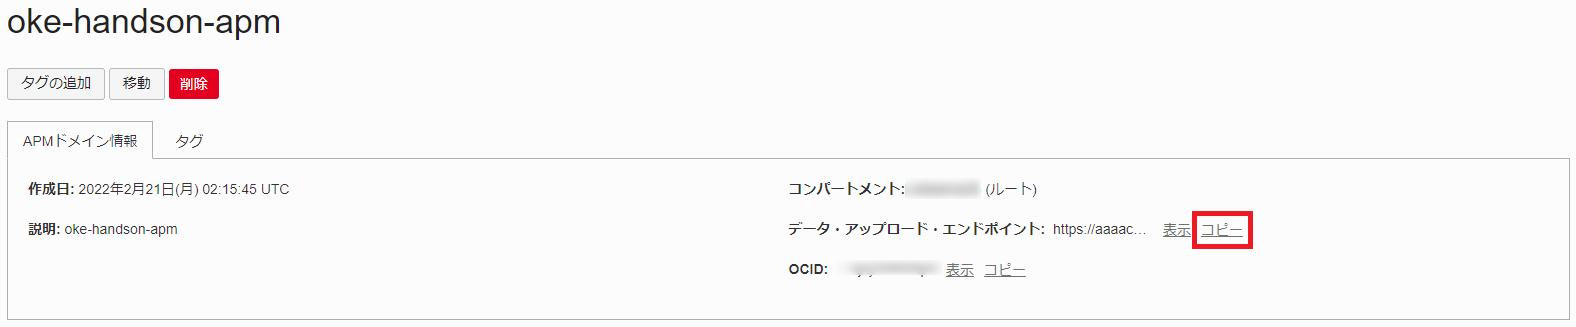 oke-handson-apm
タグの追加 移動 削除
APMドメイン情報 タグ
作成日: 2022年2月21日(月) 02:15:45 UTC
コンパートメント: (ルート)
説明: oke-handson-apm
データ・アップロード・エンドポイント: https://aaaac... 表示 コピー
OCID: 表示 コピー